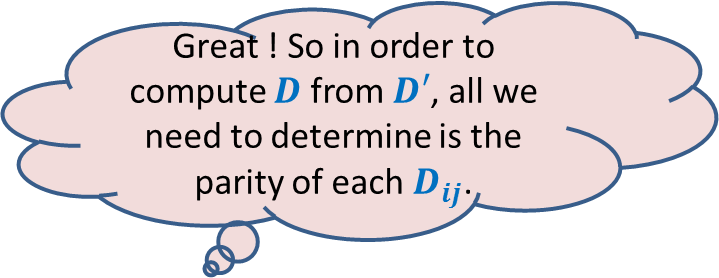 Great ! So in order to
compute D from D′, all we
need to determine is the
parity of each Dᵢⱼ.